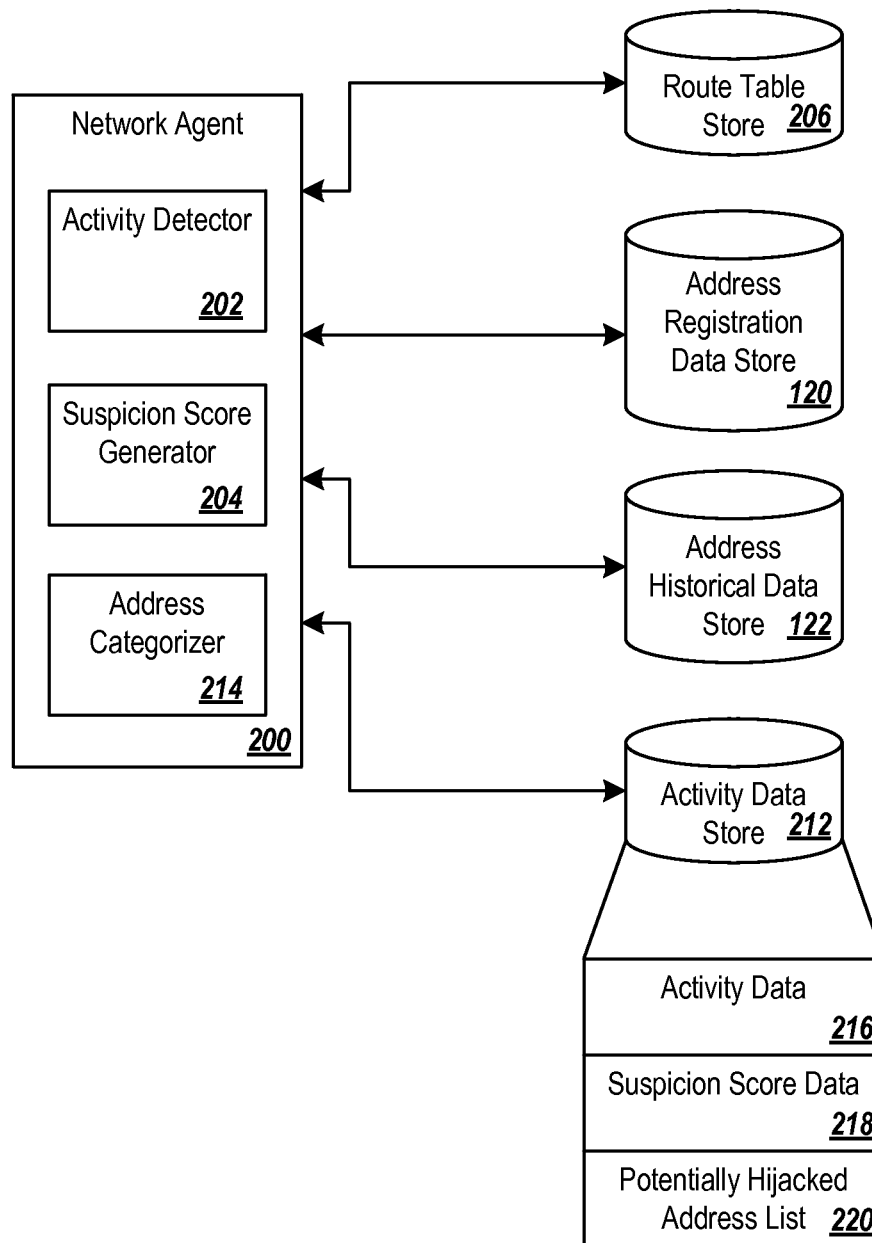 Network Agent
Activity Detector
202
Suspicion Score
Generator
204
Address
Categorizer
214
200
Route Table
Store 206
Address
Registration
Data Store
120
Address
Historical Data
Store 122
Activity Data
Store 212
Activity Data
216
Suspicion Score Data
218
Potentially Hijacked
Address List 220